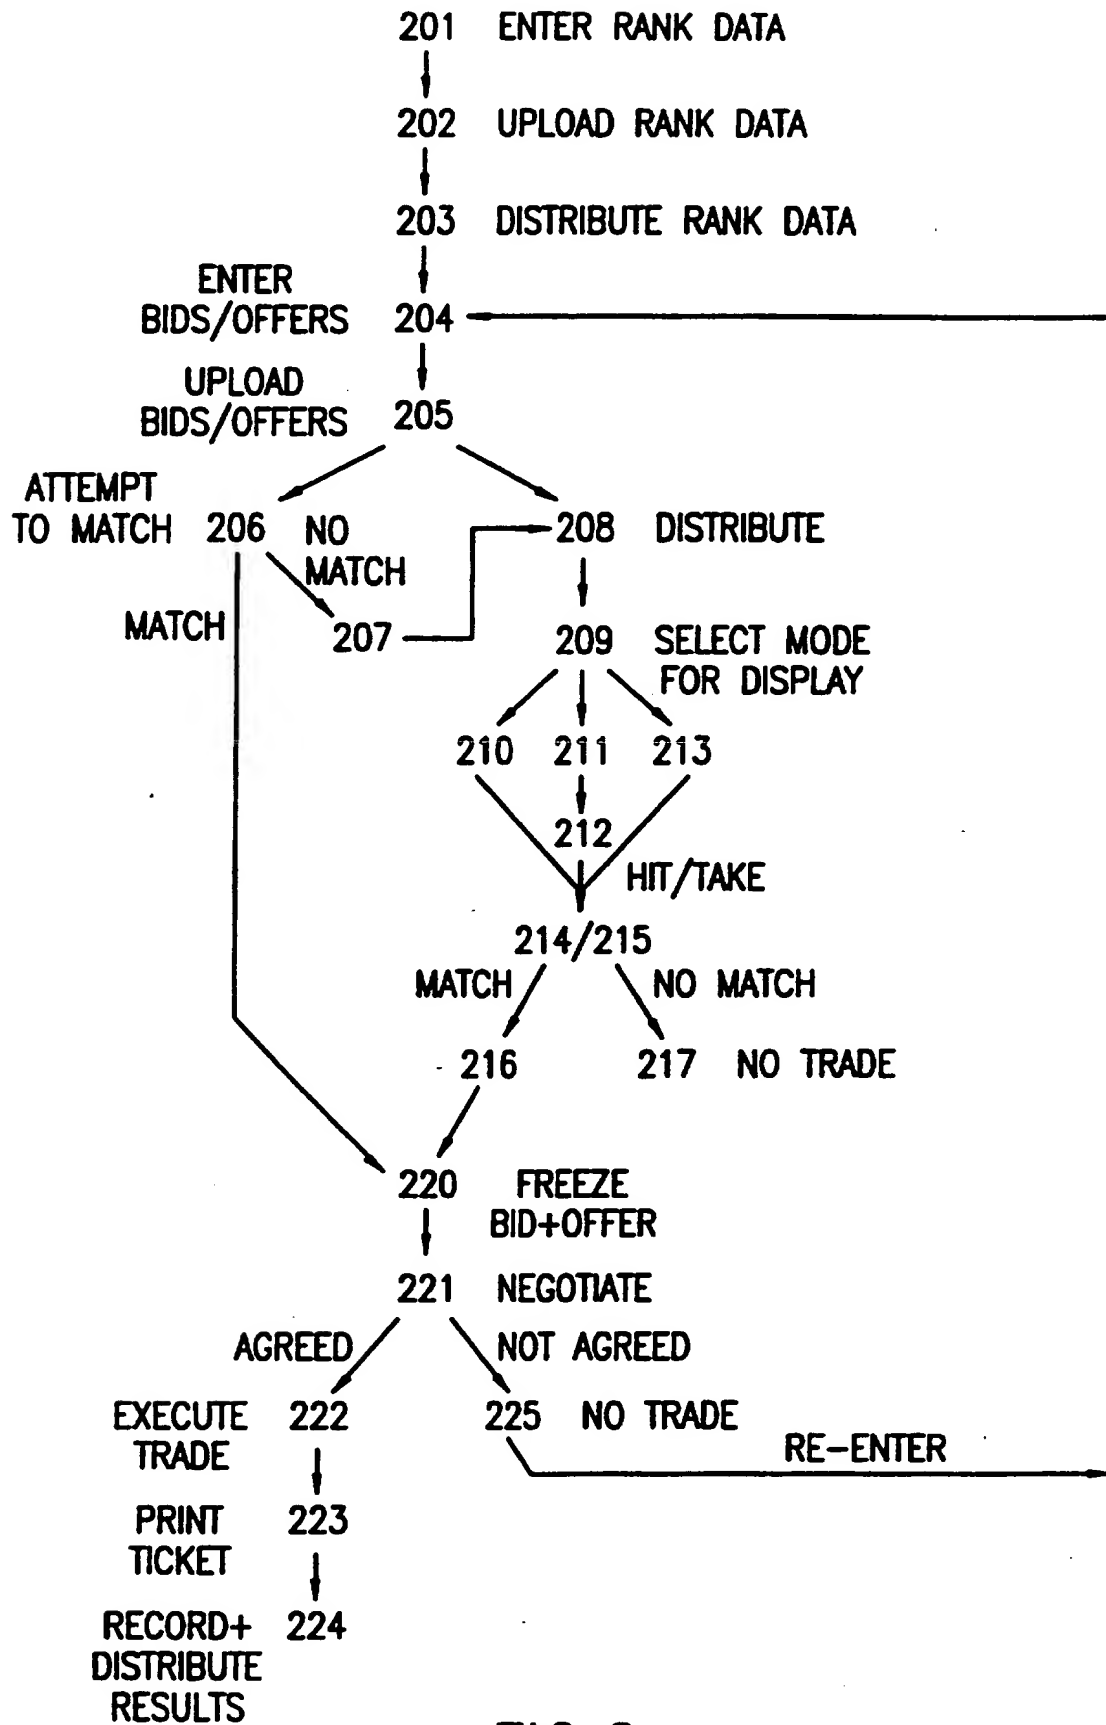 201 ENTER RANK DATA
202 UPLOAD RANK DATA
203 DISTRIBUTE RANK DATA
ENTER
BIDS/OFFERS 204
UPLOAD
BIDS/OFFERS 205
ATTEMPT
TO MATCH 206 NO
MATCH
208 DISTRIBUTE
MATCH
207
209 SELECT MODE
FOR DISPLAY
210 211 213
212
HIT/TAKE
214/215
MATCH NO MATCH
216 217 NO TRADE
220 FREEZE
BID+OFFER
221 NEGOTIATE
AGREED NOT AGREED
EXECUTE 222
TRADE
225 NO TRADE
RE-ENTER
PRINT 223
TICKET
RECORD+ 224
DISTRIBUTE
RESULTS